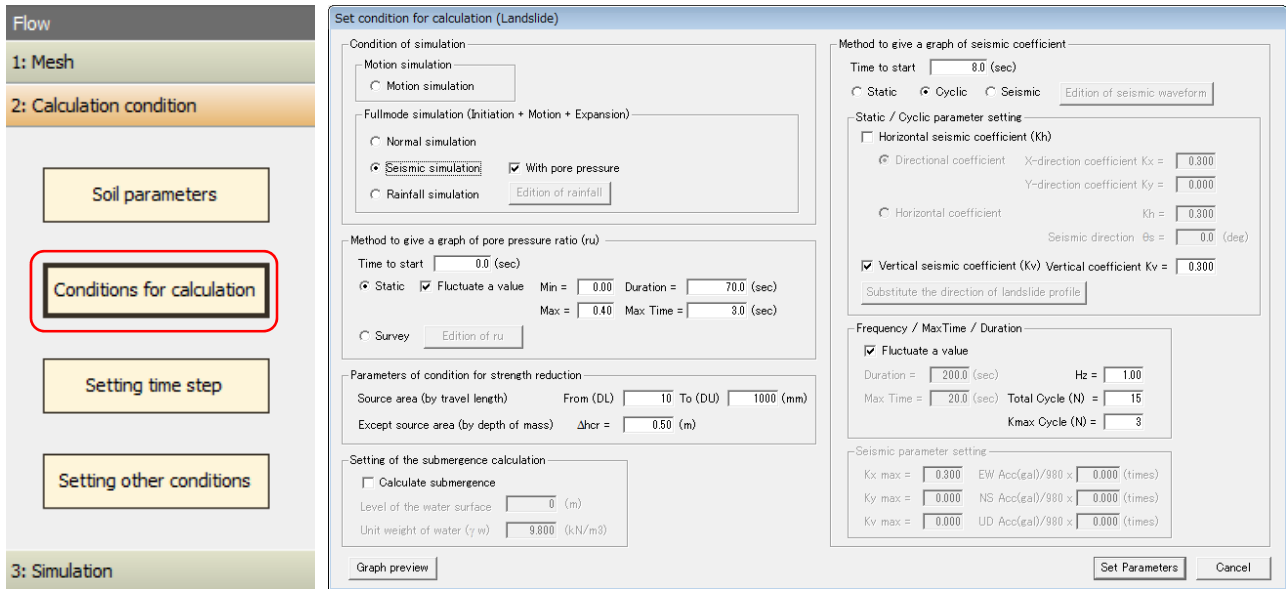 Flow
1: Mesh
2: Calculation condition
Soil parameters
Conditions for calculation
Setting time step
Setting other conditions
3: Simulation
Set condition for calculation (Landslide)
Condition of simulation
Motion simulation
Motion simulation
Fullmode simulation (Initiation + Motion + Expansion)
Normal simulation
Seismic simulation With pore pressure
Rainfall simulation Edition of rainfall
Method to give a graph of pore pressure ratio (ru)
Time to start 0.0 (sec)
Static Fluctuate a value Min = 0.00 Duration = 70.0 (sec)
Max = 0.40 Max Time = 3.0 (sec)
Survey Edition of ru
Parameters of condition for strength reduction
Source area (by travel length) From (DL) 10 To (DU) 1000 (mm)
Except source area (by depth of mass) Δhcr = 0.50 (m)
Setting of the submergence calculation
Calculate submergence
Level of the water surface 0 (m)
Unit weight of water (γw) 9.800 (kN/m3)
Graph preview
Method to give a graph of seismic coefficient
Time to start 8.0 (sec)
Static Cyclic Seismic Edition of seismic waveform
Static / Cyclic parameter setting
Horizontal seismic coefficient (Kh)
Directional coefficient X-direction coefficient Kx = 0.300
Y-direction coefficient Ky = 0.000
Horizontal coefficient Kh = 0.300
Seismic direction θs = 0.0 (deg)
Vertical seismic coefficient (Kv) Vertical coefficient Kv = 0.300
Substitute the direction of landslide profile
Frequency / MaxTime / Duration
Fluctuate a value
Duration = 200.0 (sec) Hz = 1.00
Max Time = 20.0 (sec) Total Cycle (N) = 15
Kmax Cycle (N) = 3
Seismic parameter setting
Kx max = 0.300 EW Acc(gal)/980 x 0.000 (times)
Ky max = 0.000 NS Acc(gal)/980 x 0.000 (times)
Kv max = 0.000 UD Acc(gal)/980 x 0.000 (times)
Set Parameters Cancel